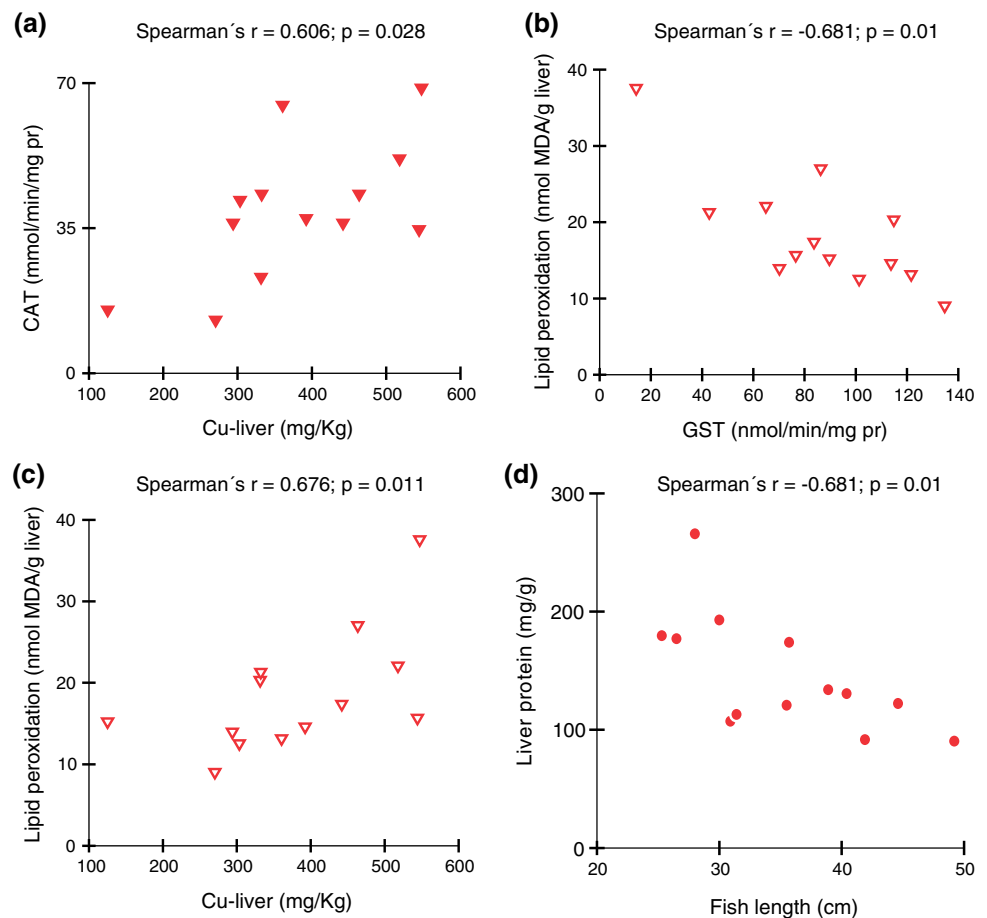 (a)
Spearman´s r = 0.606; p = 0.028
CAT (mmol/min/mg pr)
70
35
0
100 200 300 400 500 600
Cu-liver (mg/Kg)
(b)
Spearman´s r = -0.681; p = 0.01
Lipid peroxidation (nmol MDA/g liver)
40
30
20
10
0
0 20 40 60 80 100 120 140
GST (nmol/min/mg pr)
(c)
Spearman´s r = 0.676; p = 0.011
Lipid peroxidation (nmol MDA/g liver)
40
30
20
10
0
100 200 300 400 500 600
Cu-liver (mg/Kg)
(d)
Spearman´s r = -0.681; p = 0.01
Liver protein (mg/g)
300
200
100
0
20 30 40 50
Fish length (cm)